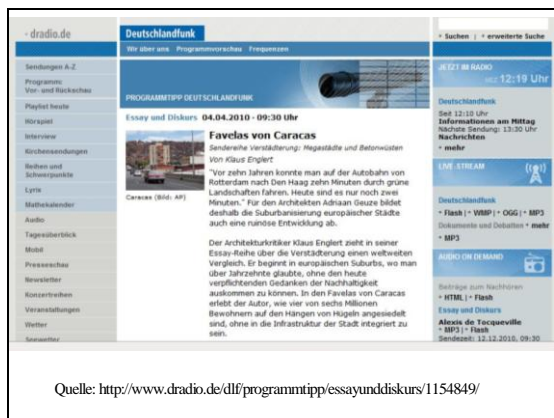 dradio.de
Deutschlandfunk
Wir über uns Programmvorschau Frequenzen
Suchen | erweiterte Suche
Sendungen A-Z
Programm:
Vor- und Rückschau
Playlist heute
Hörspiel
Interview
Kirchensendungen
Reihen und
Schwerpunkte
Lyrix
Mathekalender
Audio
Tagesüberblick
Mobil
Presseschau
Newsletter
Konzertreihen
Veranstaltungen
Wetter
Seewetter
PROGRAMMTIPP DEUTSCHLANDFUNK
Essay und Diskurs 04.04.2010 · 09:30 Uhr
Caracas (Bild: AP)
Favelas von Caracas
Sendereihe Verstädterung: Megastädte und Betonwüsten
Von Klaus Englert
"Vor zehn Jahren konnte man auf der Autobahn von
Rotterdam nach Den Haag zehn Minuten durch grüne
Landschaften fahren. Heute sind es nur noch zwei
Minuten." Für den Architekten Adriaan Geuze bildet
deshalb die Suburbanisierung europäischer Städte
auch eine ruinöse Entwicklung ab.
Der Architekturkritiker Klaus Englert zieht in seiner
Essay-Reihe über die Verstädterung einen weltweiten
Vergleich. Er beginnt in europäischen Suburbs, wo man
über Jahrzehnte glaubte, ohne den heute
verpflichtenden Gedanken der Nachhaltigkeit
auskommen zu können. In den Favelas von Caracas
erlebt der Autor, wie vier von sechs Millionen
Bewohnern auf den Hängen von Hügeln angesiedelt
sind, ohne in die Infrastruktur der Stadt integriert zu
sein.
JETZT IM RADIO
12:19 Uhr
Deutschlandfunk
Seit 12:10 Uhr
Informationen am Mittag
Nächste Sendung: 13:30 Uhr
Nachrichten
mehr
LIVE-STREAM
Deutschlandfunk
Flash | WMP | OGG | MP3
Dokumente und Debatten mehr
MP3
AUDIO ON DEMAND
Beiträge zum Nachhören
HTML | Flash
Essay und Diskurs
Alexis de Tocqueville
MP3 | Flash
Sendezeit: 12.12.2010, 09:30
Quelle: http://www.dradio.de/dlf/programmtipp/essayunddiskurs/1154849/